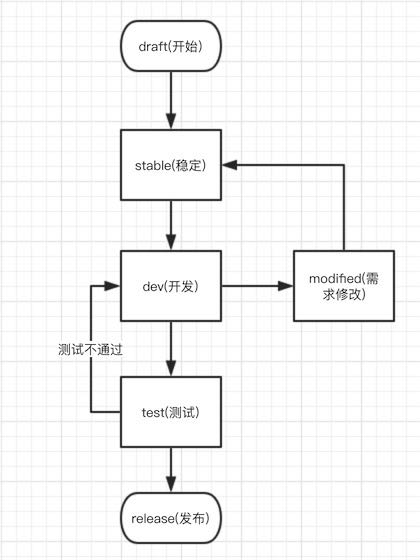 draft(开始)
stable(稳定)
dev(开发)
modified(需
求修改)
测试不通过
test(测试)
release(发布)